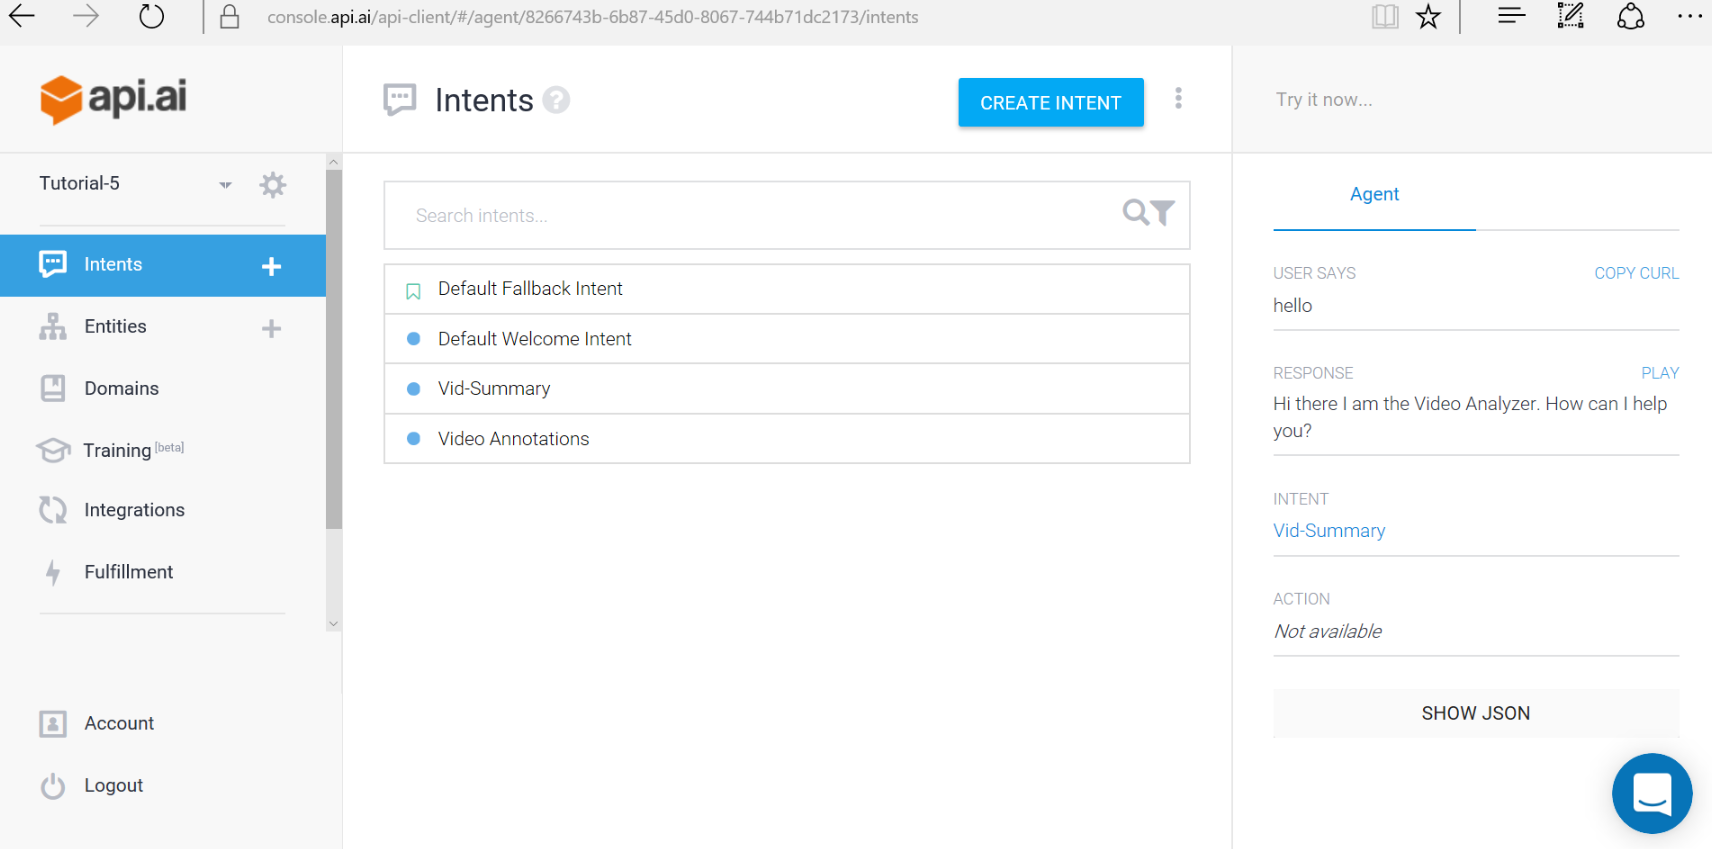 console.api.ai/api-client/#/agent/8266743b-6b87-45d0-8067-744b71dc2173/intents
api.ai
Intents
?
CREATE INTENT
Try it now...
Tutorial-5
Search intents...
Agent
Intents
Entities
Domains
Training [beta]
Integrations
Fulfillment
Account
Logout
Default Fallback Intent
Default Welcome Intent
Vid-Summary
Video Annotations
USER SAYS
COPY CURL
hello
RESPONSE
PLAY
Hi there I am the Video Analyzer. How can I help
you?
INTENT
Vid-Summary
ACTION
Not available
SHOW JSON